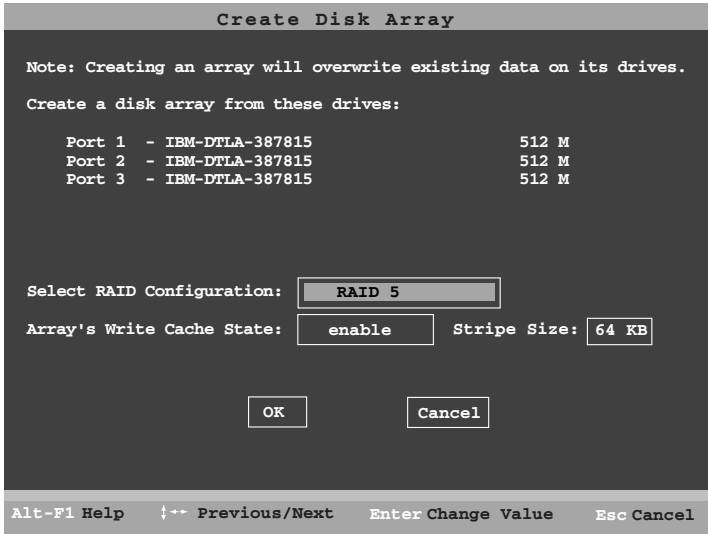 Create Disk Array
Note: Creating an array will overwrite existing data on its drives.
Create a disk array from these drives:
Port 1 - IBM-DTLA-387815 512 M
Port 2 - IBM-DTLA-387815 512 M
Port 3 - IBM-DTLA-387815 512 M
Select RAID Configuration: RAID 5
Array's Write Cache State: enable Stripe Size: 64 KB
OK Cancel
Alt-F1 Help ↕↔ Previous/Next Enter Change Value Esc Cancel